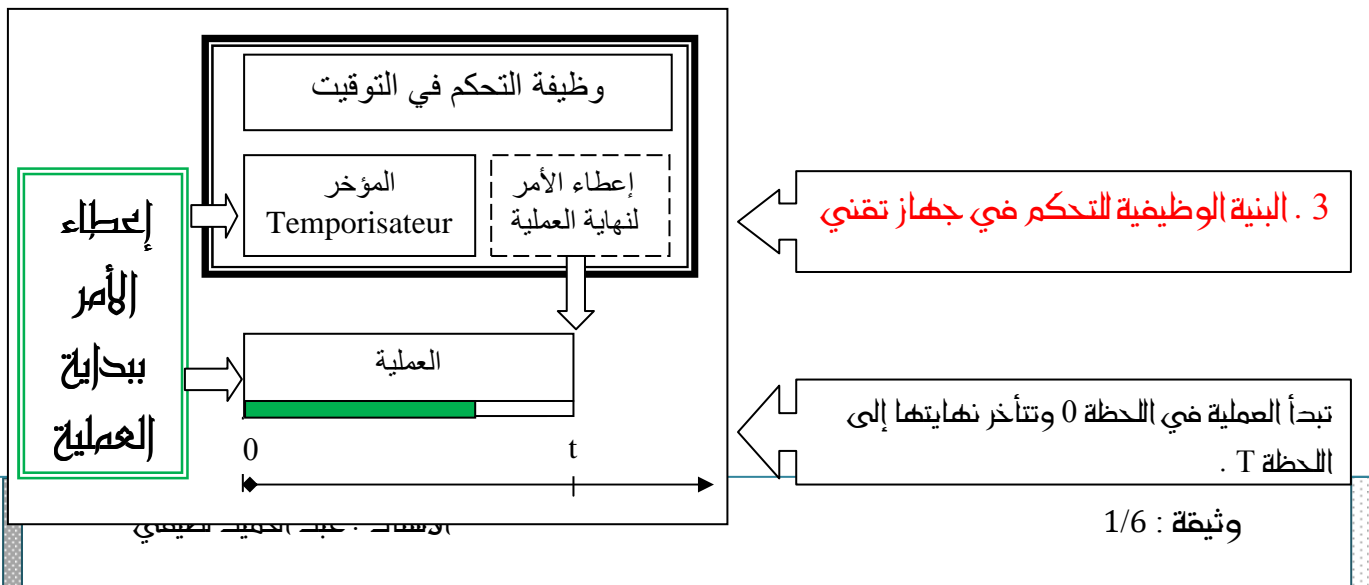 وظيفة التحكم في التوقيت
المؤخر
Temporisateur
إعطاء الأمر
لنهاية العملية
إعطاء
الأمر
ببداية
العملية
العملية
0
t
3 . البنية الوظيفية للتحكم في جهاز تقني
تبدأ العملية في اللحظة 0 وتتأخر نهايتها إلى
اللحظة T .
وثيقة : 1/6